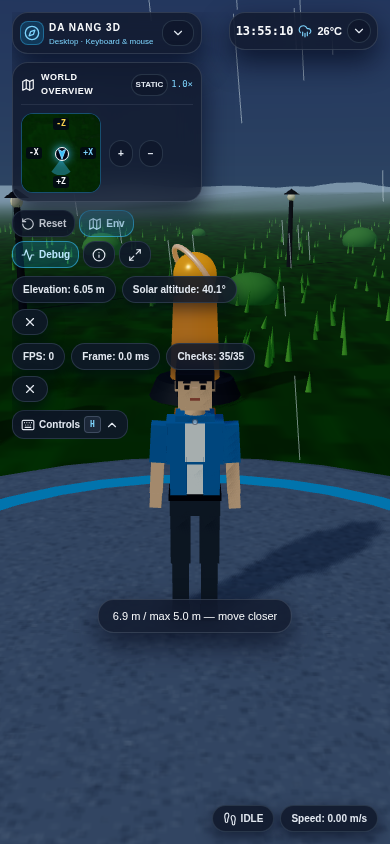 DA NANG 3D
Desktop · Keyboard & mouse
13:55:10 26°C
WORLD OVERVIEW STATIC 1.0×
-Z
-X +X
+Z
+ −
Reset Env
Debug
Elevation: 6.05 m Solar altitude: 40.1°
FPS: 0 Frame: 0.0 ms Checks: 35/35
Controls H
6.9 m / max 5.0 m — move closer
IDLE Speed: 0.00 m/s